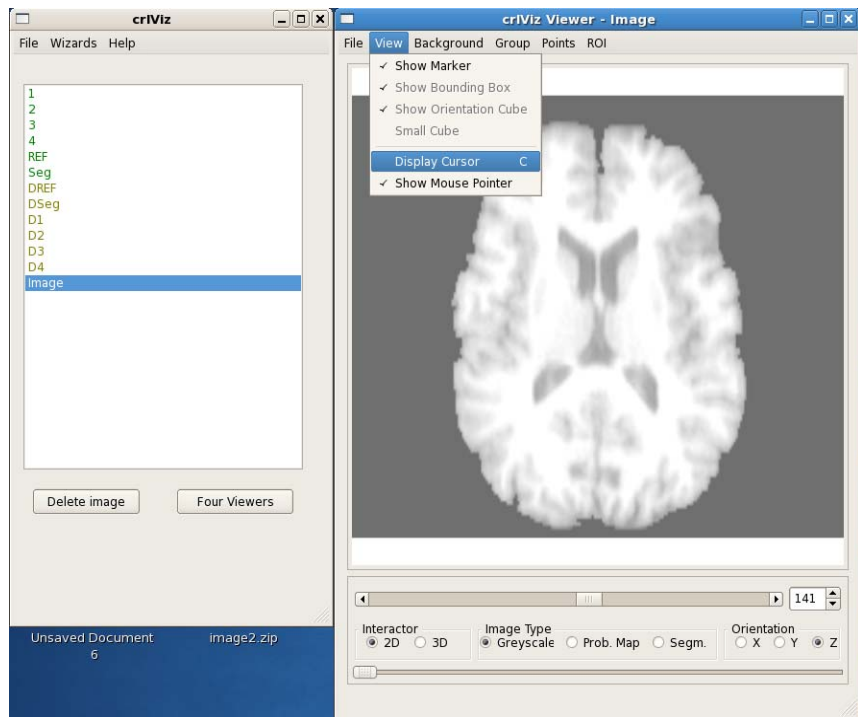 crlViz
File Wizards Help
1
2
3
4
REF
Seg
DREF
DSeg
D1
D2
D3
D4
Image
Delete image
Four Viewers
Unsaved Document
6
image2.zip
crlViz Viewer - Image
File View Background Group Points ROI
✓ Show Marker
✓ Show Bounding Box
✓ Show Orientation Cube
Small Cube
Display Cursor C
✓ Show Mouse Pointer
141
Interactor
2D 3D
Image Type
Greyscale Prob. Map Segm.
Orientation
X Y Z